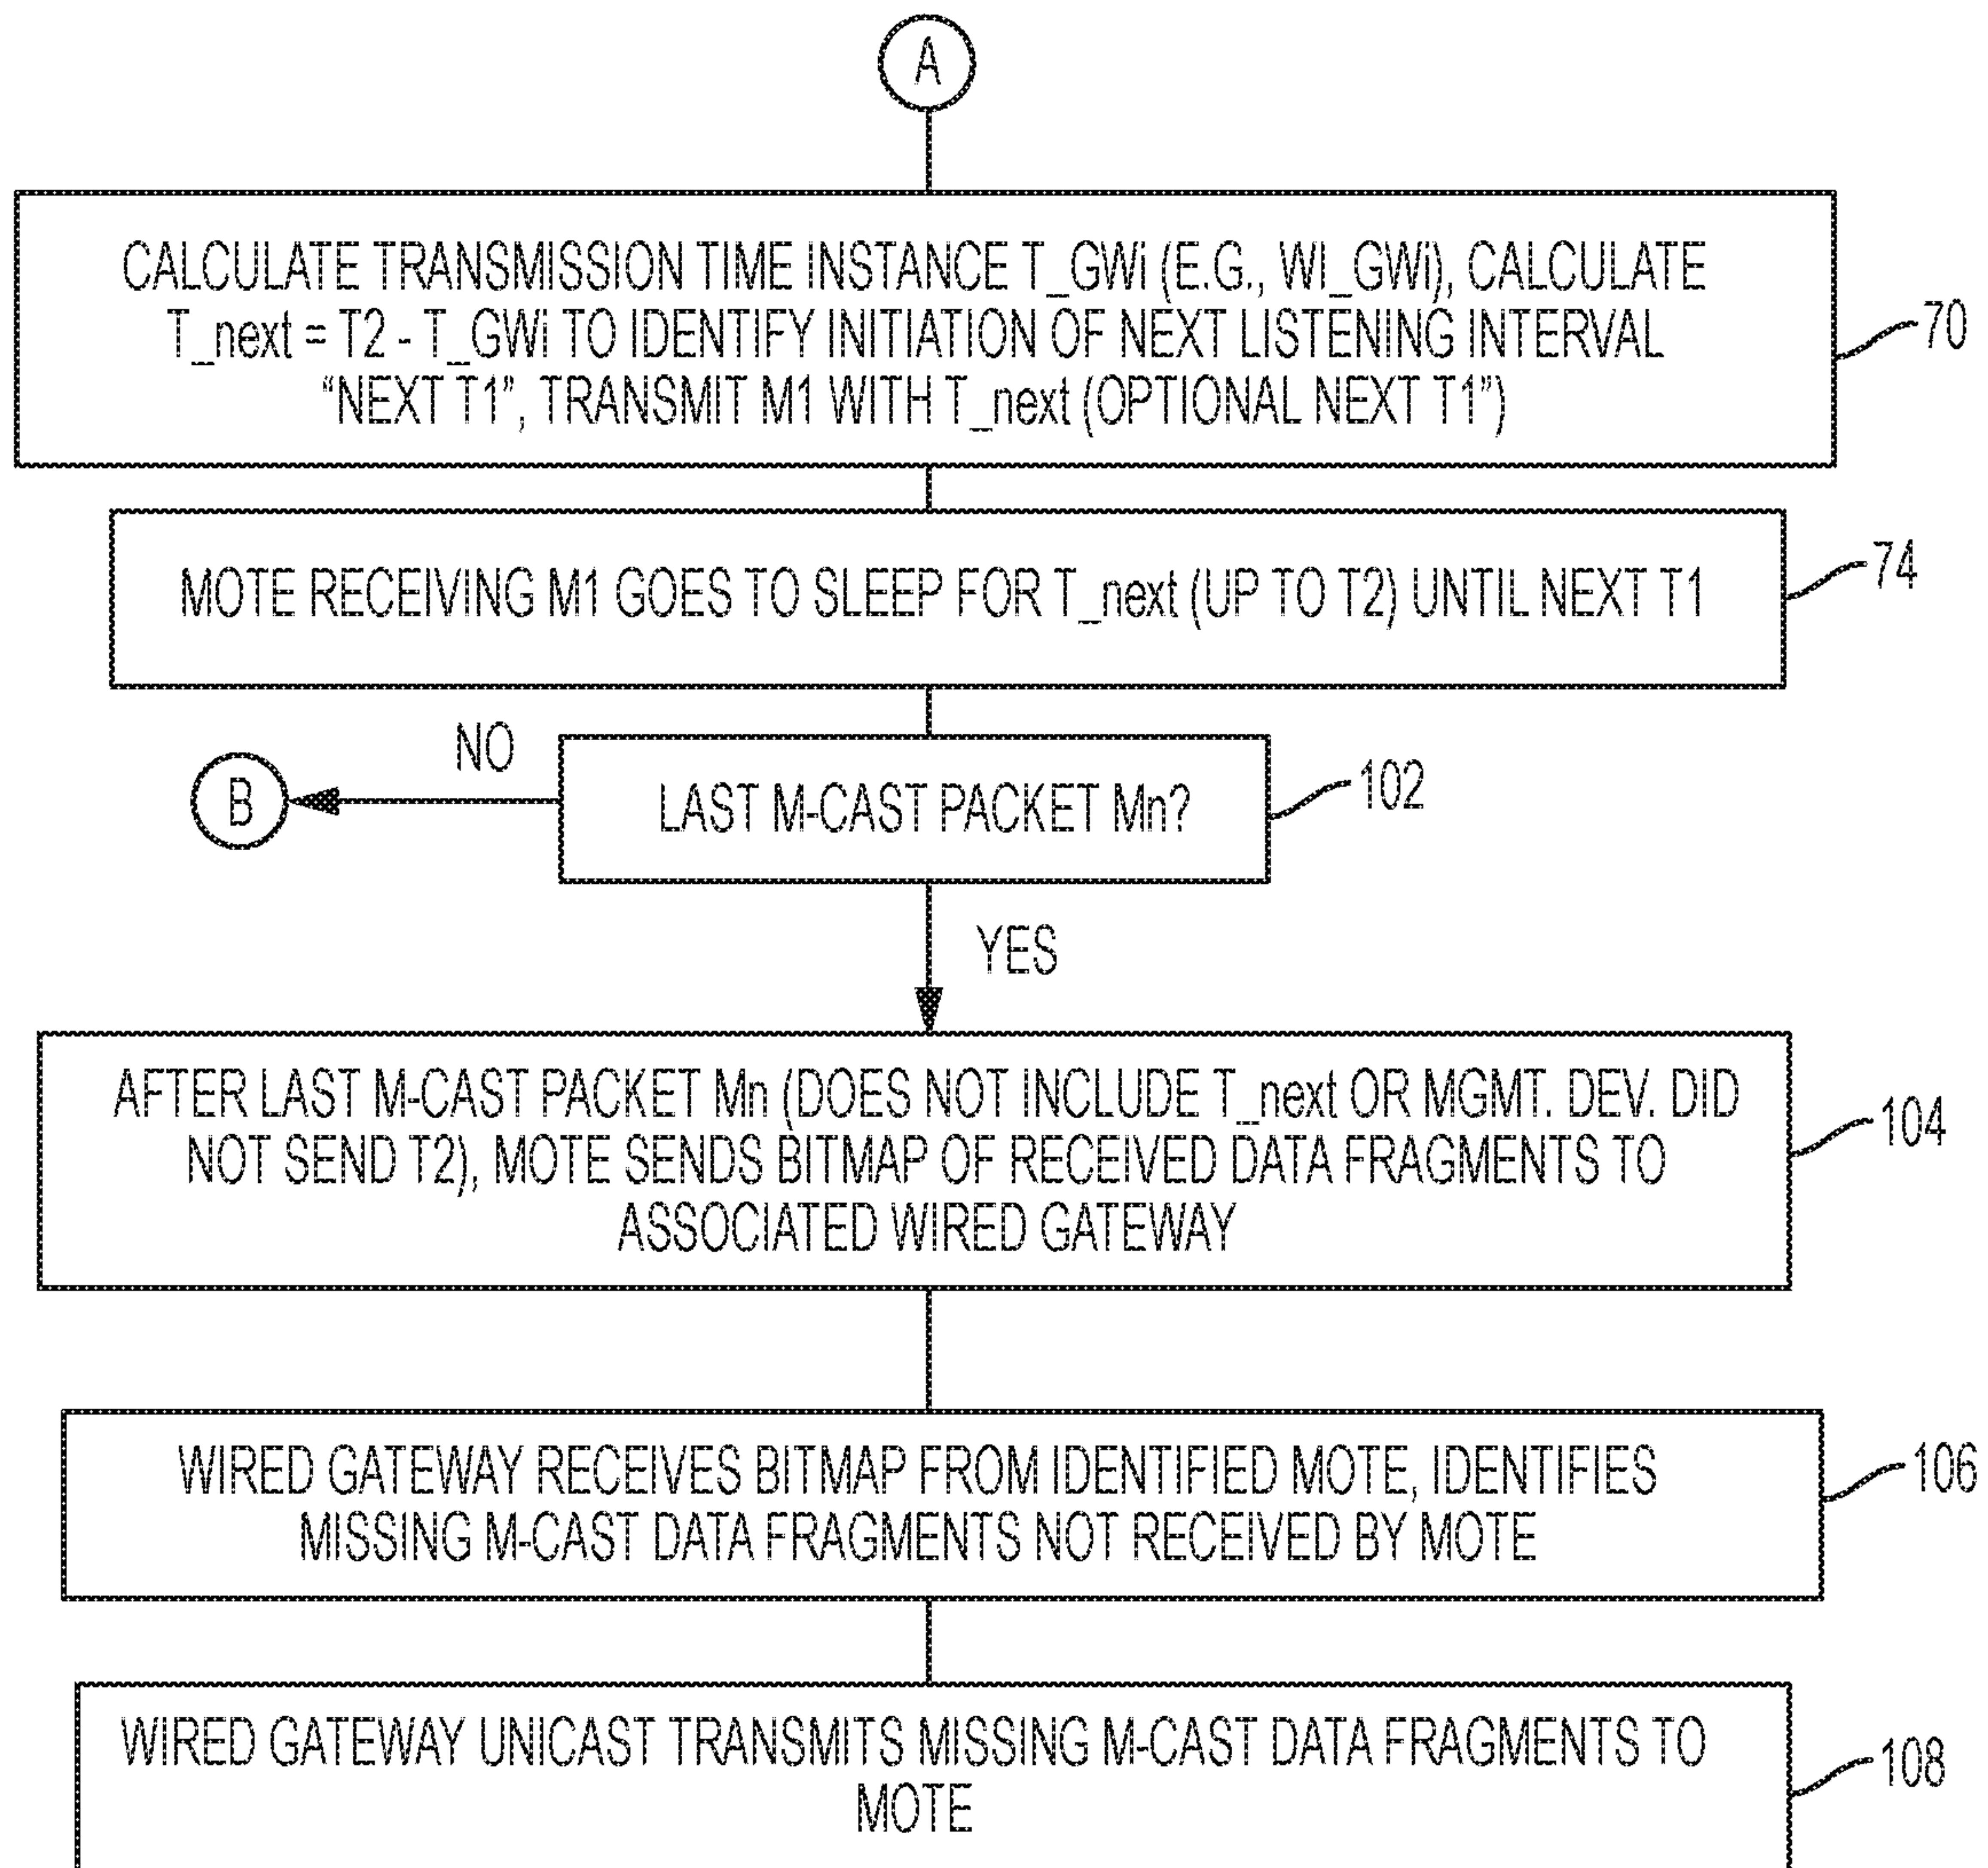 A
CALCULATE TRANSMISSION TIME INSTANCE T_GWi (E.G., WI_GWi), CALCULATE
T_next = T2 - T_GWi TO IDENTIFY INITIATION OF NEXT LISTENING INTERVAL
“NEXT T1”, TRANSMIT M1 WITH T_next (OPTIONAL NEXT T1”)
70
MOTE RECEIVING M1 GOES TO SLEEP FOR T_next (UP TO T2) UNTIL NEXT T1
74
NO
B
LAST M-CAST PACKET Mn?
102
YES
AFTER LAST M-CAST PACKET Mn (DOES NOT INCLUDE T_next OR MGMT. DEV. DID
NOT SEND T2), MOTE SENDS BITMAP OF RECEIVED DATA FRAGMENTS TO
ASSOCIATED WIRED GATEWAY
104
WIRED GATEWAY RECEIVES BITMAP FROM IDENTIFIED MOTE, IDENTIFIES
MISSING M-CAST DATA FRAGMENTS NOT RECEIVED BY MOTE
106
WIRED GATEWAY UNICAST TRANSMITS MISSING M-CAST DATA FRAGMENTS TO
MOTE
108